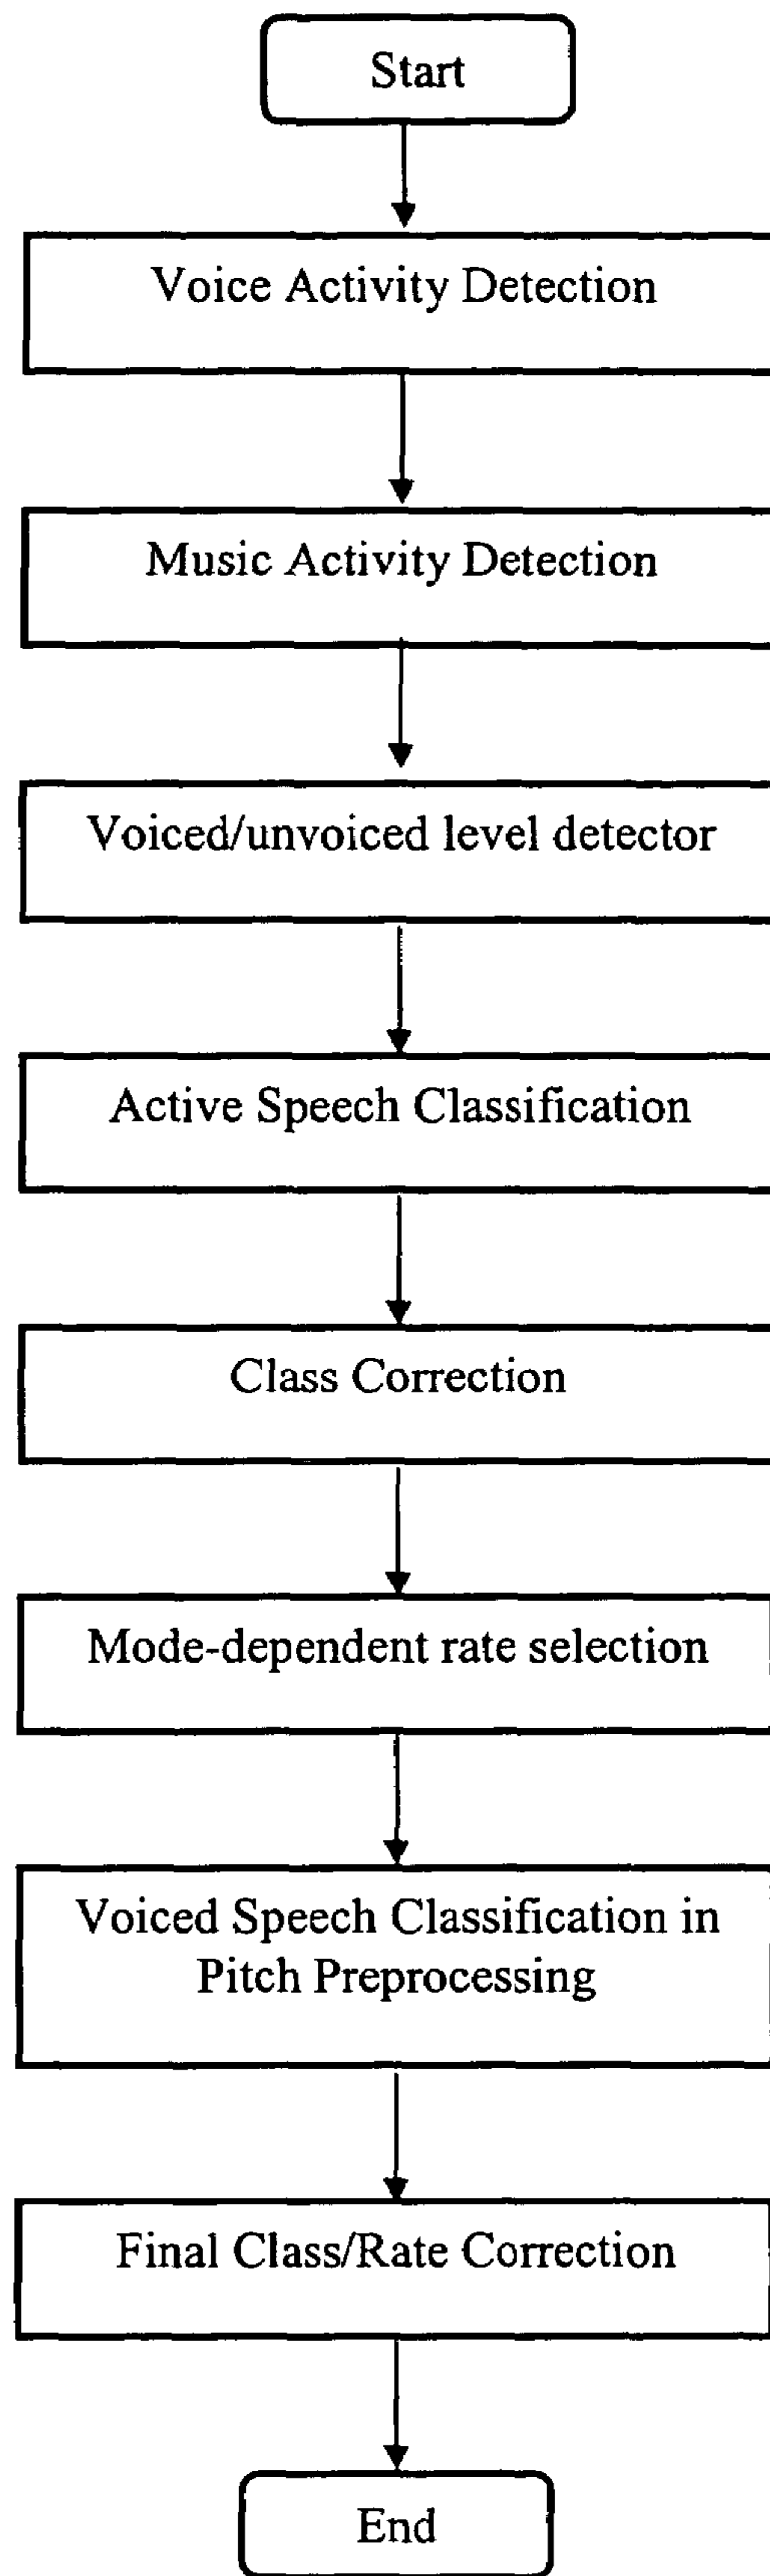 Start
Voice Activity Detection
Music Activity Detection
Voiced/unvoiced level detector
Active Speech Classification
Class Correction
Mode-dependent rate selection
Voiced Speech Classification in
Pitch Preprocessing
Final Class/Rate Correction
End